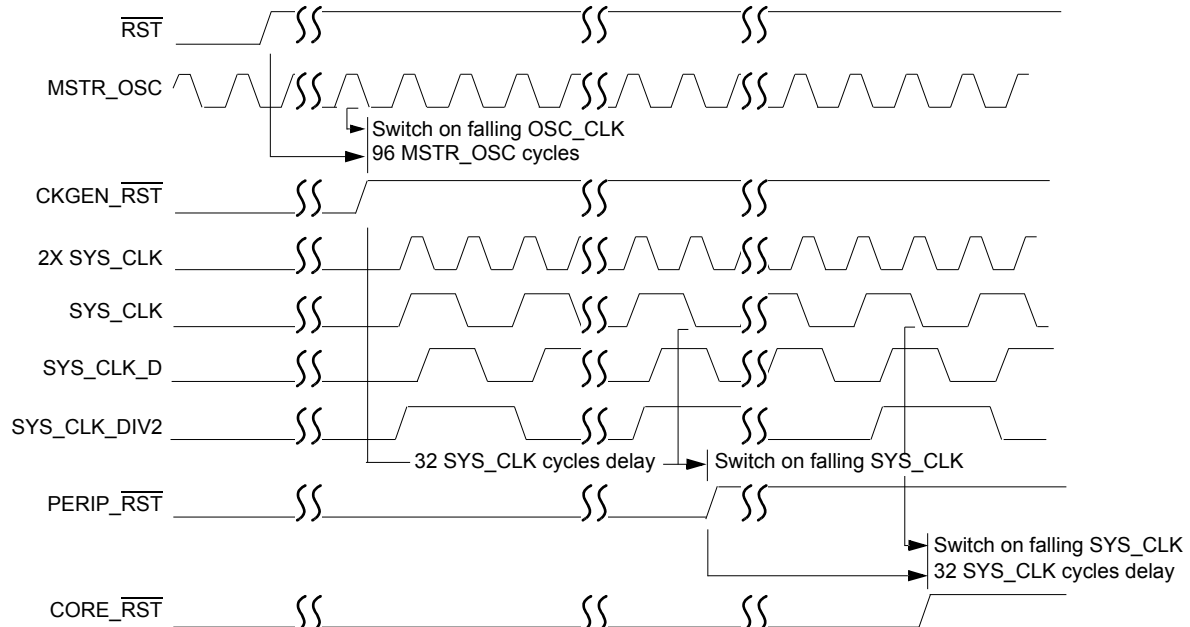 RST
MSTR_OSC
Switch on falling OSC_CLK
96 MSTR_OSC cycles
CKGEN_RST
2X SYS_CLK
SYS_CLK
SYS_CLK_D
SYS_CLK_DIV2
32 SYS_CLK cycles delay
Switch on falling SYS_CLK
PERIP_RST
Switch on falling SYS_CLK
32 SYS_CLK cycles delay
CORE_RST